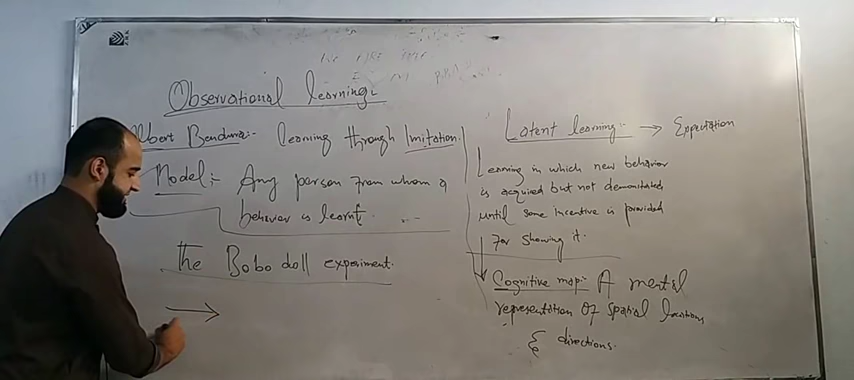 Observational learning:-
Albert Bandura:- learning through Imitation.
Model:- Any person from whom a
behavior is learnt.
The Bobo doll experiment.
→
Latent learning:- → Expectation
Learning in which new behavior
is acquired but not demonstrated
until some incentive is provided
for showing it.
Cognitive map:- A mental
representation of spatial locations
& directions.